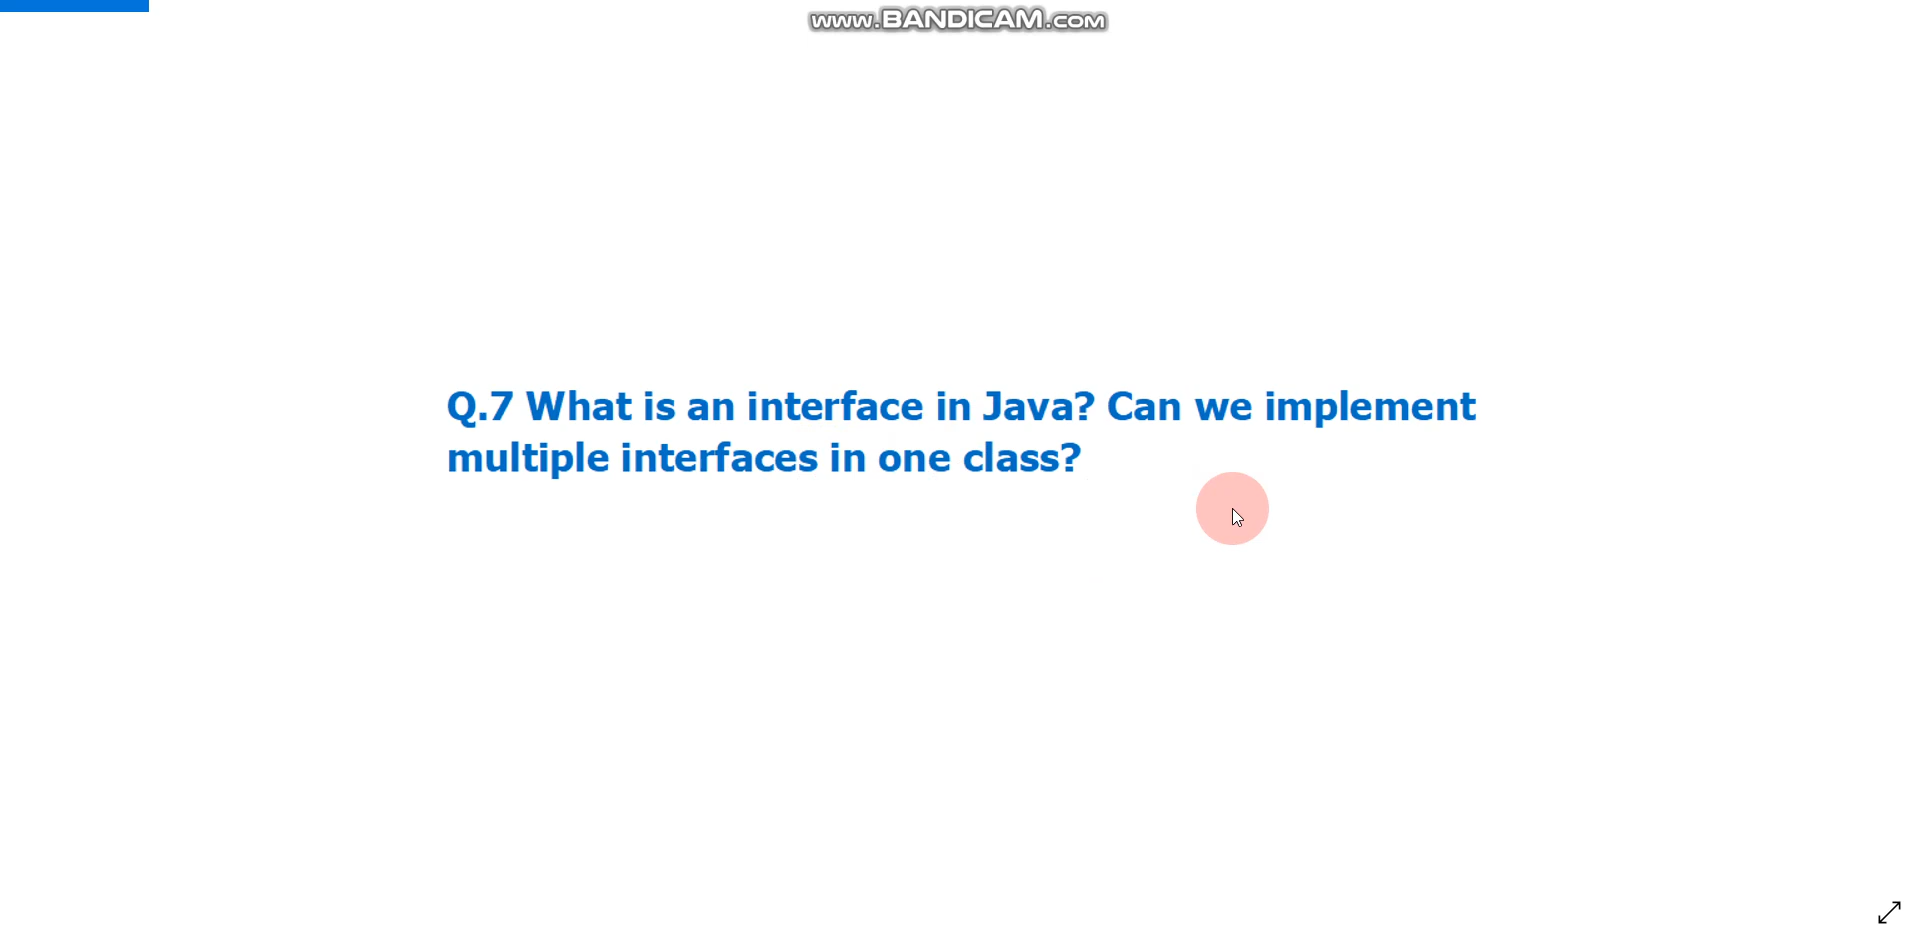 www.BANDICAM.com
Q.7 What is an interface in Java? Can we implement
multiple interfaces in one class?